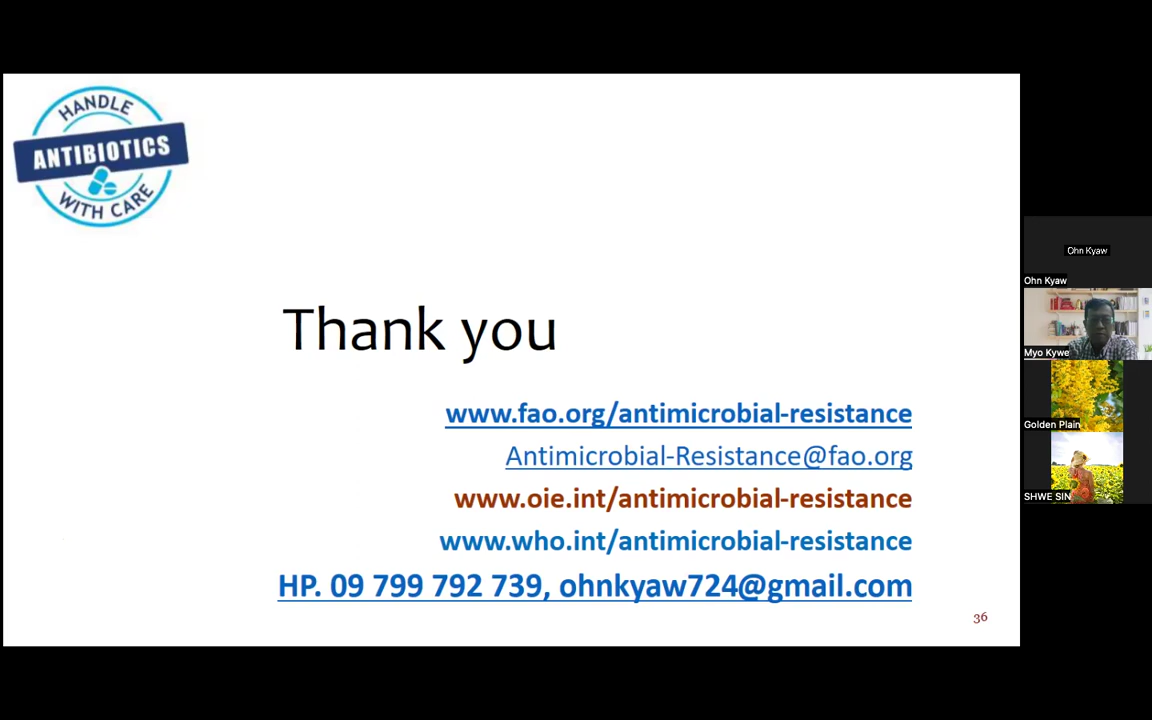 HANDLE
ANTIBIOTICS
WITH CARE
Thank you
www.fao.org/antimicrobial-resistance
Antimicrobial-Resistance@fao.org
www.oie.int/antimicrobial-resistance
www.who.int/antimicrobial-resistance
HP. 09 799 792 739, ohnkyaw724@gmail.com
36
Ohn Kyaw
Ohn Kyaw
Myo Kywe
Golden Plain
SHWE SIN